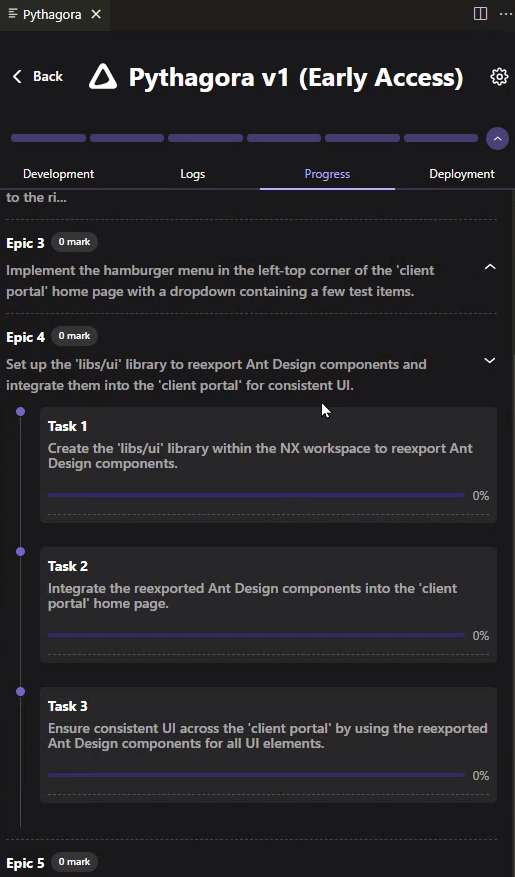 Pythagora
Back
Pythagora v1 (Early Access)
Development Logs Progress Deployment
to the ri...
Epic 3 0 mark
Implement the hamburger menu in the left-top corner of the 'client
portal' home page with a dropdown containing a few test items.
Epic 4 0 mark
Set up the 'libs/ui' library to reexport Ant Design components and
integrate them into the 'client portal' for consistent UI.
Task 1
Create the 'libs/ui' library within the NX workspace to reexport Ant
Design components.
0%
Task 2
Integrate the reexported Ant Design components into the 'client
portal' home page.
0%
Task 3
Ensure consistent UI across the 'client portal' by using the reexported
Ant Design components for all UI elements.
0%
Epic 5 0 mark